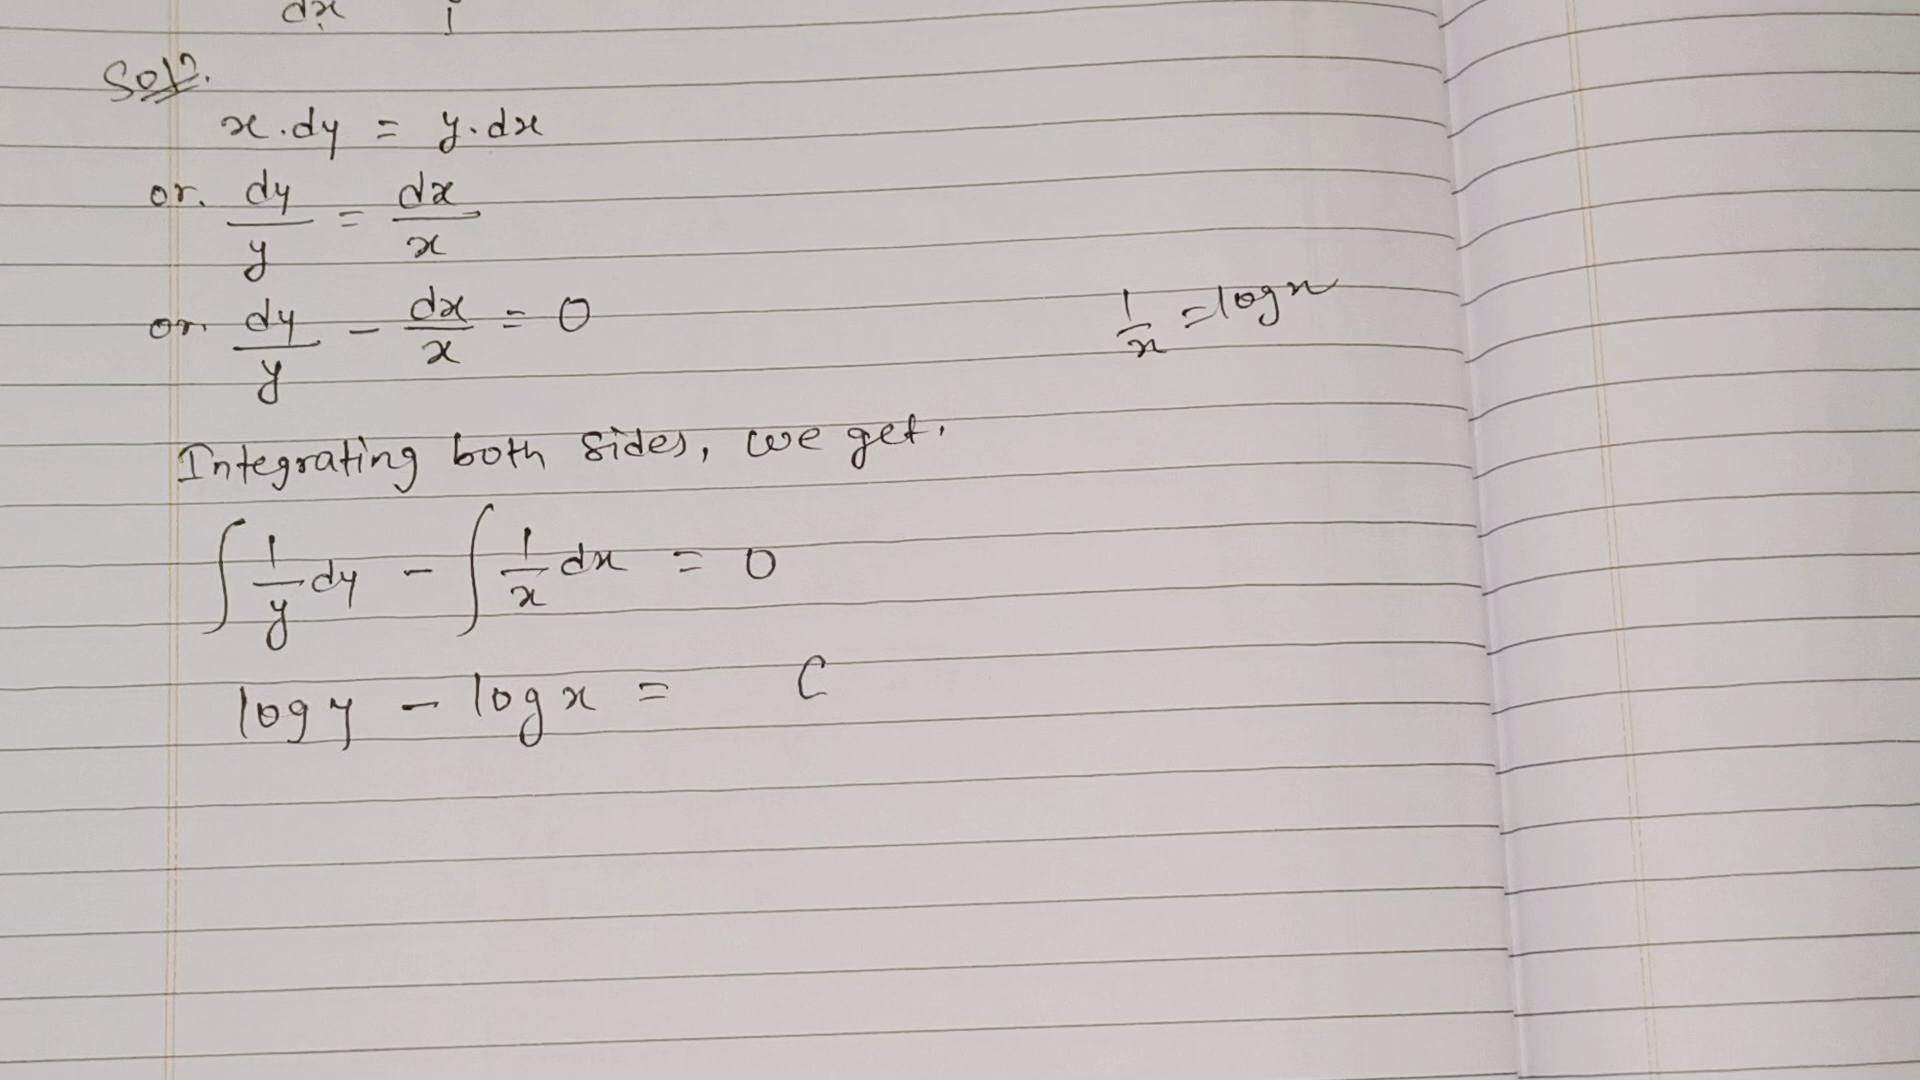 dx
Solⁿ.
x.dy = y.dx
or. dy/y = dx/x
or. dy/y - dx/x = 0
1/x = log x
Integrating both sides, we get.
∫ 1/y dy - ∫ 1/x dx = 0
log y - log x = C